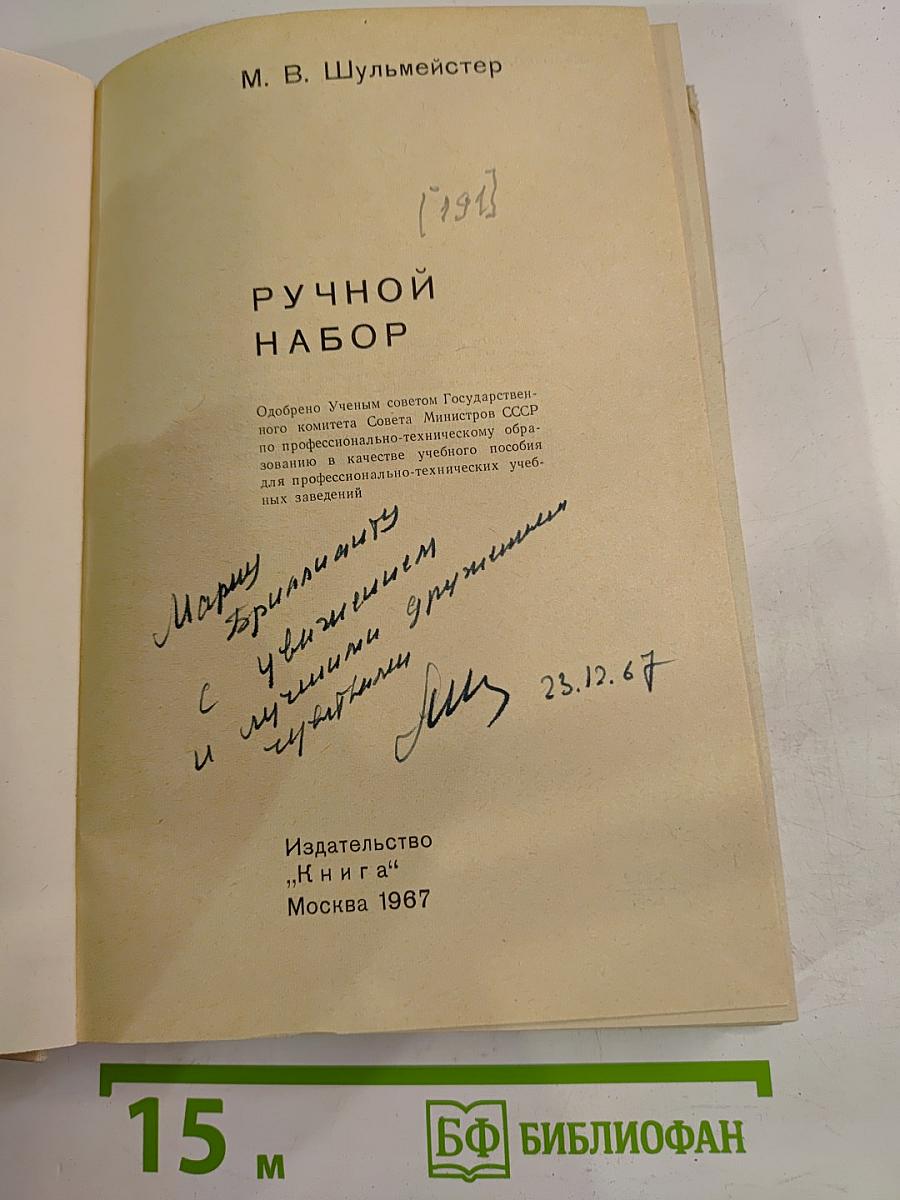 М. В. Шульмейстер
[191]
РУЧНОЙ
НАБОР
Одобрено Ученым советом Государствен-
ного комитета Совета Министров СССР
по профессионально-техническому обра-
зованию в качестве учебного пособия
для профессионально-технических учеб-
ных заведений
Марку
Бриллианту
с уважением
и лучшими дружескими
чувствами
23.12.67
Издательство
„Книга“
Москва 1967
15 м
БФ БИБЛИОФАН